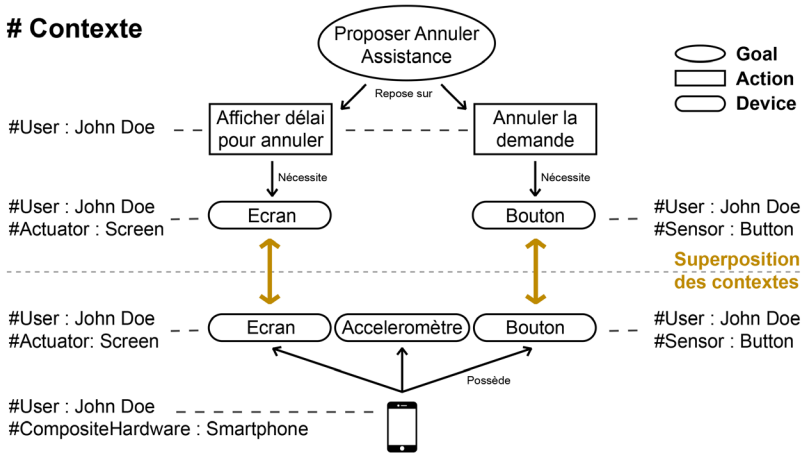 # Contexte
Proposer Annuler
Assistance
Goal
Action
Device
Repose sur
#User : John Doe
Afficher délai
pour annuler
Annuler la
demande
Nécessite
Nécessite
#User : John Doe
#Actuator : Screen
Ecran
Bouton
#User : John Doe
#Sensor : Button
Superposition
des contextes
#User : John Doe
#Actuator: Screen
Ecran
Acceleromètre
Bouton
#User : John Doe
#Sensor : Button
Possède
#User : John Doe
#CompositeHardware : Smartphone